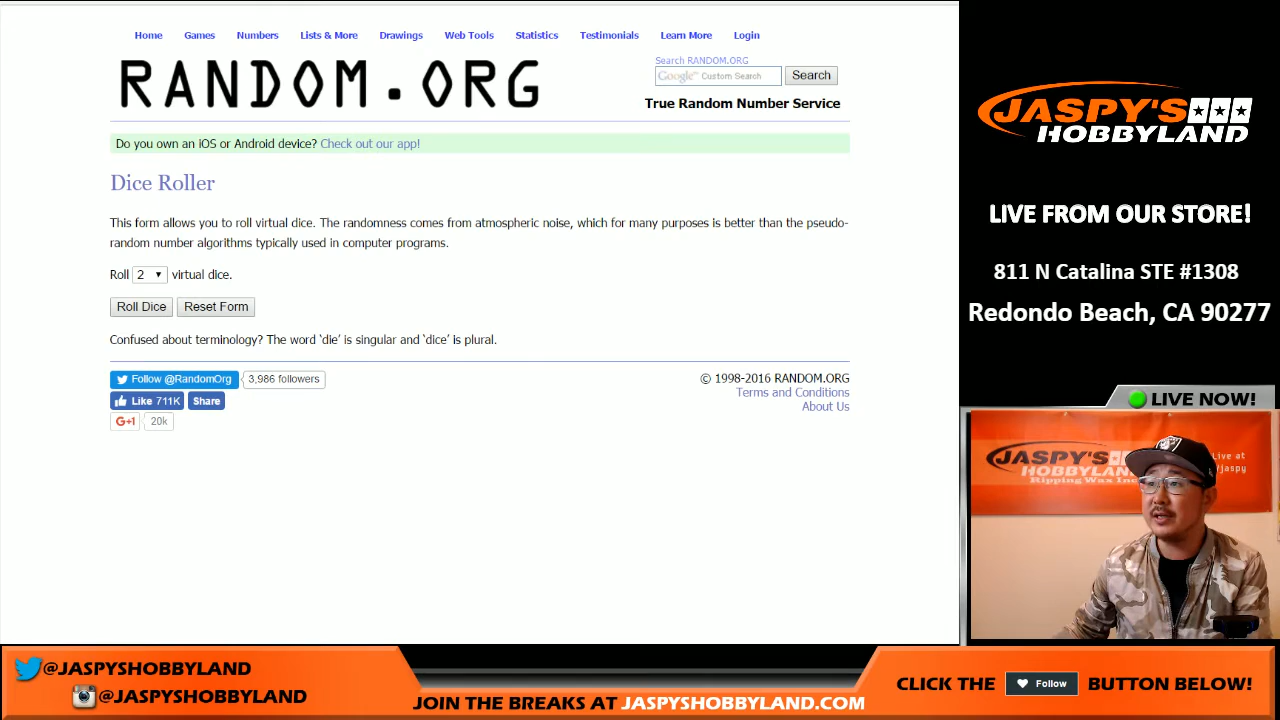 Home Games Numbers Lists & More Drawings Web Tools Statistics Testimonials Learn More Login
RANDOM.ORG
Search RANDOM.ORG
Google™ Custom Search Search
True Random Number Service
Do you own an iOS or Android device? Check out our app!
Dice Roller
This form allows you to roll virtual dice. The randomness comes from atmospheric noise, which for many purposes is better than the pseudo-
random number algorithms typically used in computer programs.
Roll 2 virtual dice.
Roll Dice Reset Form
Confused about terminology? The word ‘die’ is singular and ‘dice’ is plural.
Follow @RandomOrg 3,986 followers
Like 711K Share
G+1 20k
© 1998-2016 RANDOM.ORG
Terms and Conditions
About Us
JASPY'S
HOBBYLAND
LIVE FROM OUR STORE!
811 N Catalina STE #1308
Redondo Beach, CA 90277
LIVE NOW!
JASPY'S
HOBBYLAND
Ripping Wax Inc
Live at
/jaspy
@JASPYSHOBBYLAND
@JASPYSHOBBYLAND
JOIN THE BREAKS AT JASPYSHOBBYLAND.COM
CLICK THE Follow BUTTON BELOW!